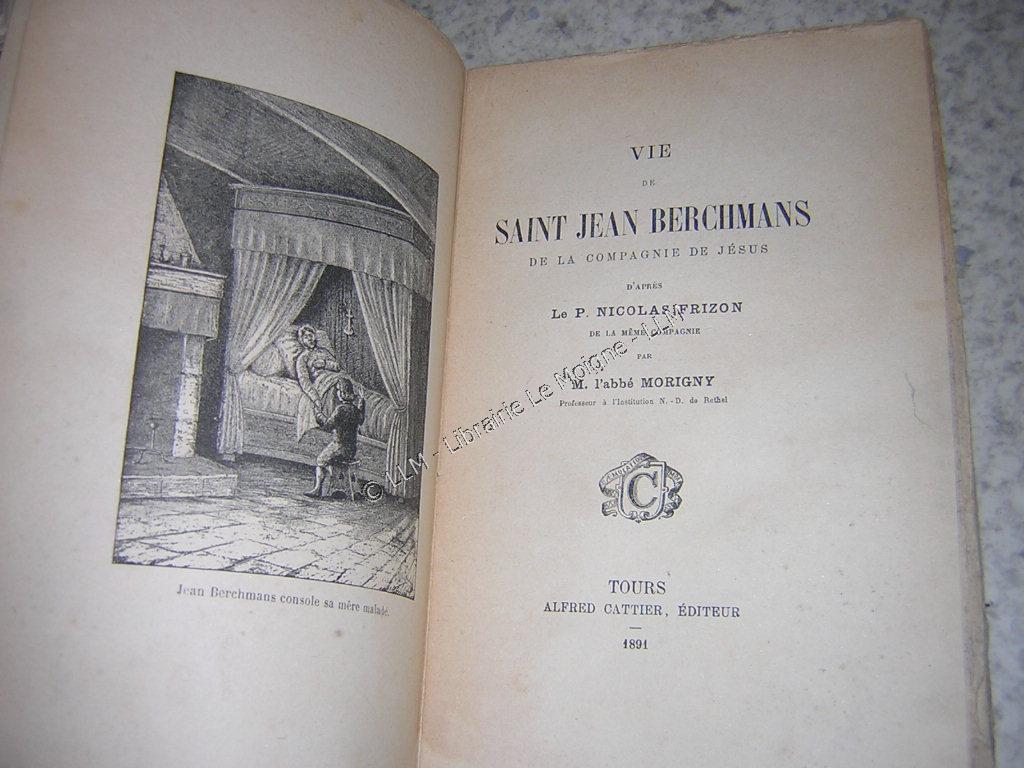 Jean Berchmans console sa mère malade.
VIE
DE
SAINT JEAN BERCHMANS
DE LA COMPAGNIE DE JÉSUS
D'APRÈS
Le P. NICOLAS FRIZON
DE LA MÊME COMPAGNIE
PAR
M. l'abbé MORIGNY
Professeur à l'Institution N.-D. de Rethel
C
TOURS
ALFRED CATTIER, ÉDITEUR
1891
© LLM - Librairie Le Moigne - LLM